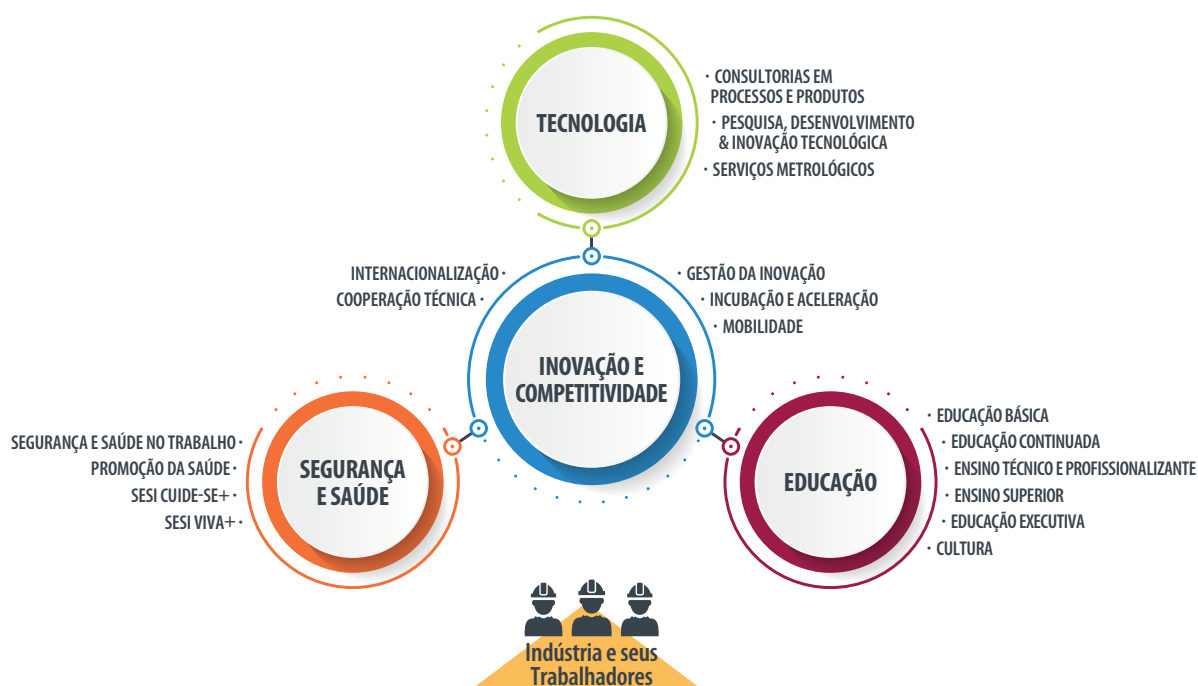 TECNOLOGIA
· CONSULTORIAS EM
PROCESSOS E PRODUTOS
· PESQUISA, DESENVOLVIMENTO
& INOVAÇÃO TECNOLÓGICA
· SERVIÇOS METROLÓGICOS
INTERNACIONALIZAÇÃO ·
COOPERAÇÃO TÉCNICA ·
· GESTÃO DA INOVAÇÃO
· INCUBAÇÃO E ACELERAÇÃO
· MOBILIDADE
INOVAÇÃO E
COMPETITIVIDADE
SEGURANÇA E SAÚDE NO TRABALHO ·
PROMOÇÃO DA SAÚDE ·
SESI CUIDE-SE+ ·
SESI VIVA+ ·
SEGURANÇA
E SAÚDE
EDUCAÇÃO
· EDUCAÇÃO BÁSICA
· EDUCAÇÃO CONTINUADA
· ENSINO TÉCNICO E PROFISSIONALIZANTE
· ENSINO SUPERIOR
· EDUCAÇÃO EXECUTIVA
· CULTURA
Indústria e seus
Trabalhadores